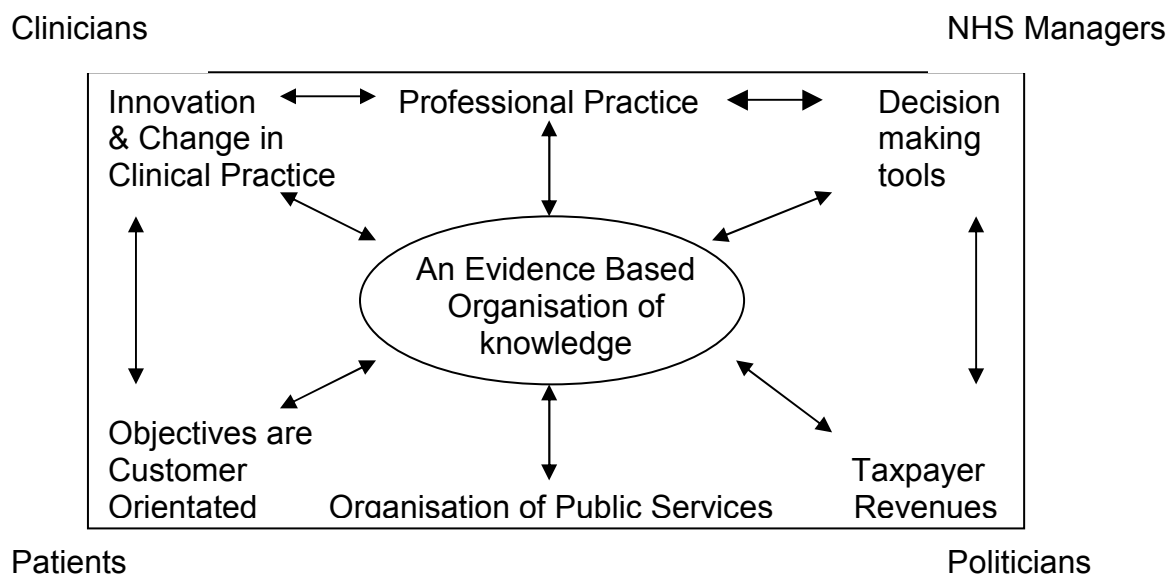 Clinicians
NHS Managers
Innovation
& Change in
Clinical Practice
Professional Practice
Decision
making
tools
An Evidence Based
Organisation of
knowledge
Objectives are
Customer
Orientated
Organisation of Public Services
Taxpayer
Revenues
Patients
Politicians